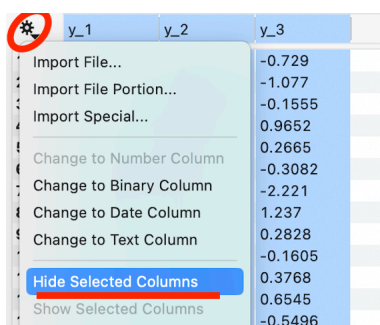 y_1 y_2 y_3
Import File...
Import File Portion...
Import Special...
Change to Number Column
Change to Binary Column
Change to Date Column
Change to Text Column
Hide Selected Columns
Show Selected Columns
-0.729
-1.077
-0.1555
0.9652
0.2665
-0.3082
-2.221
1.237
0.2828
-0.1605
0.3768
0.6545
-0.5496